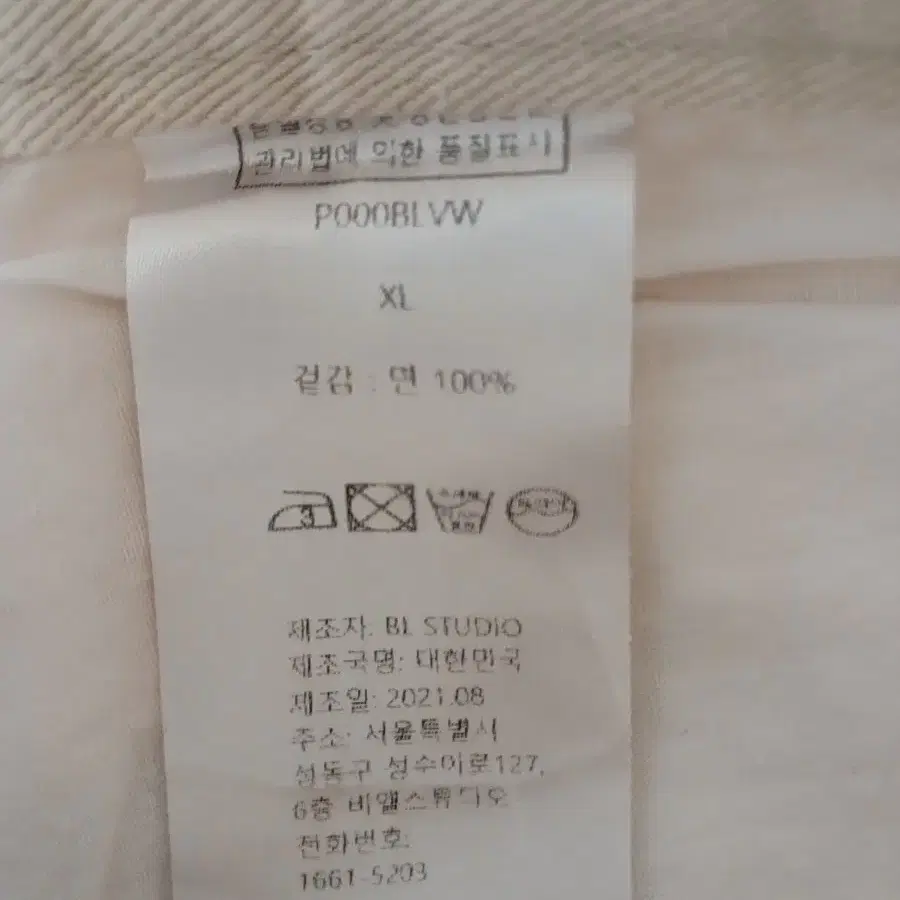 관리법에 의한 품질표시
P000BLVW
XL
겉감 : 면 100%
3
제조자: BL STUDIO
제조국명: 대한민국
제조일: 2021.08
주소: 서울특별시
성동구 성수이로127,
6층 비엘스튜디오
전화번호:
1661-5203